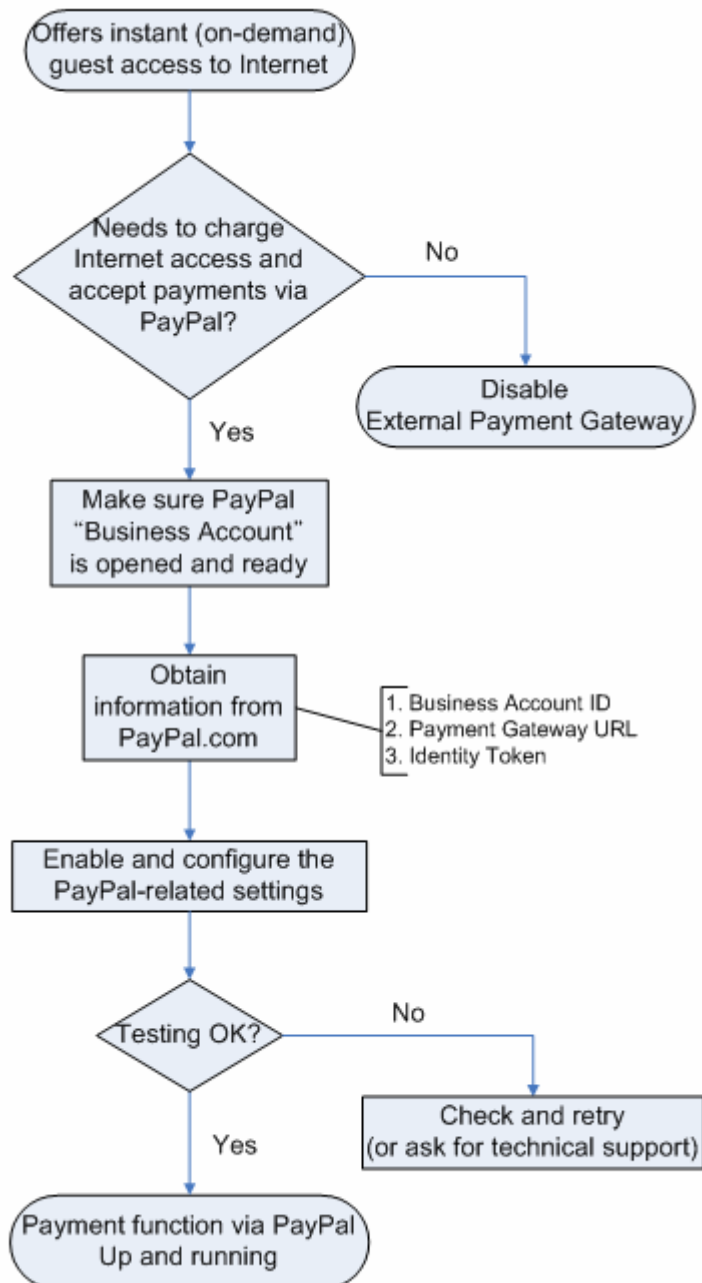 Offers instant (on-demand)
guest access to Internet
Needs to charge
Internet access and
accept payments via
PayPal?
No
Disable
External Payment Gateway
Yes
Make sure PayPal
“Business Account”
is opened and ready
Obtain
information from
PayPal.com
1. Business Account ID
2. Payment Gateway URL
3. Identity Token
Enable and configure the
PayPal-related settings
Testing OK?
No
Check and retry
(or ask for technical support)
Yes
Payment function via PayPal
Up and running